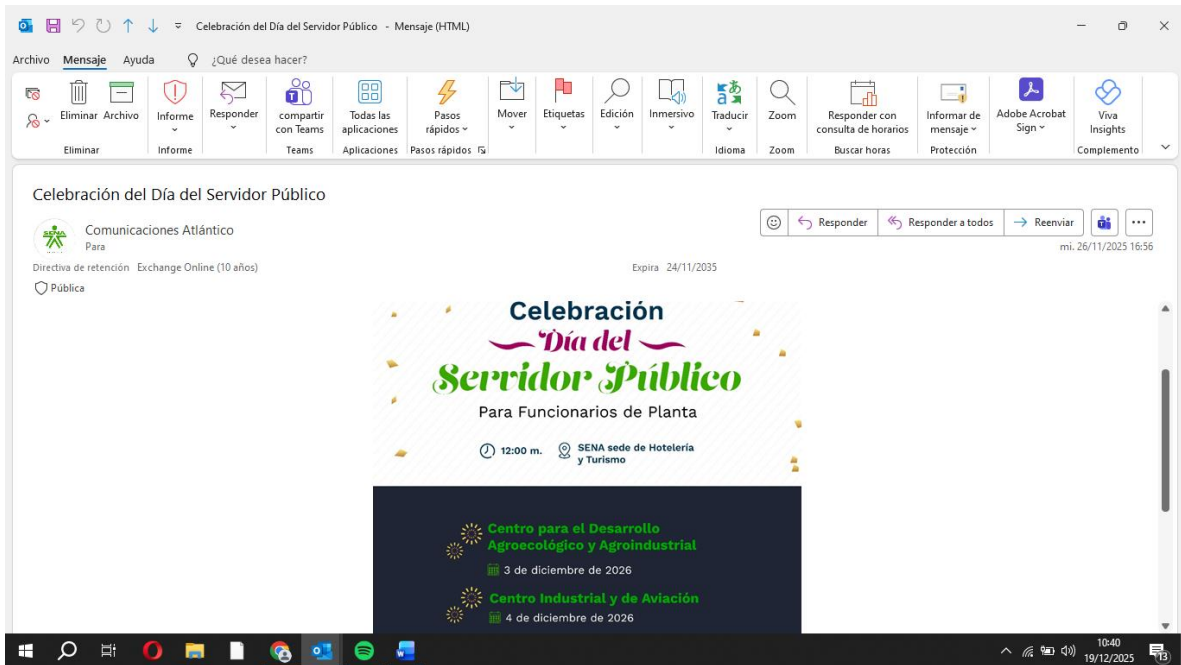 Celebración del Día del Servidor Público - Mensaje (HTML)
Archivo Mensaje Ayuda ¿Qué desea hacer?
Eliminar Archivo Informe Responder compartir con Teams Todas las aplicaciones Pasos rápidos Mover Etiquetas Edición Inmersivo Traducir Zoom Responder con consulta de horarios Informar de mensaje Adobe Acrobat Sign Viva Insights
Eliminar Informe Teams Aplicaciones Pasos rápidos Idioma Zoom Buscar horas Protección Complemento
Celebración del Día del Servidor Público
SENA
Comunicaciones Atlántico
Para
Responder Responder a todos Reenviar
mi. 26/11/2025 16:56
Directiva de retención Exchange Online (10 años) Expira 24/11/2035
Pública
Celebración
Día del
Servidor Público
Para Funcionarios de Planta
12:00 m. SENA sede de Hotelería
y Turismo
Centro para el Desarrollo
Agroecológico y Agroindustrial
3 de diciembre de 2026
Centro Industrial y de Aviación
4 de diciembre de 2026
10:40
19/12/2025
13